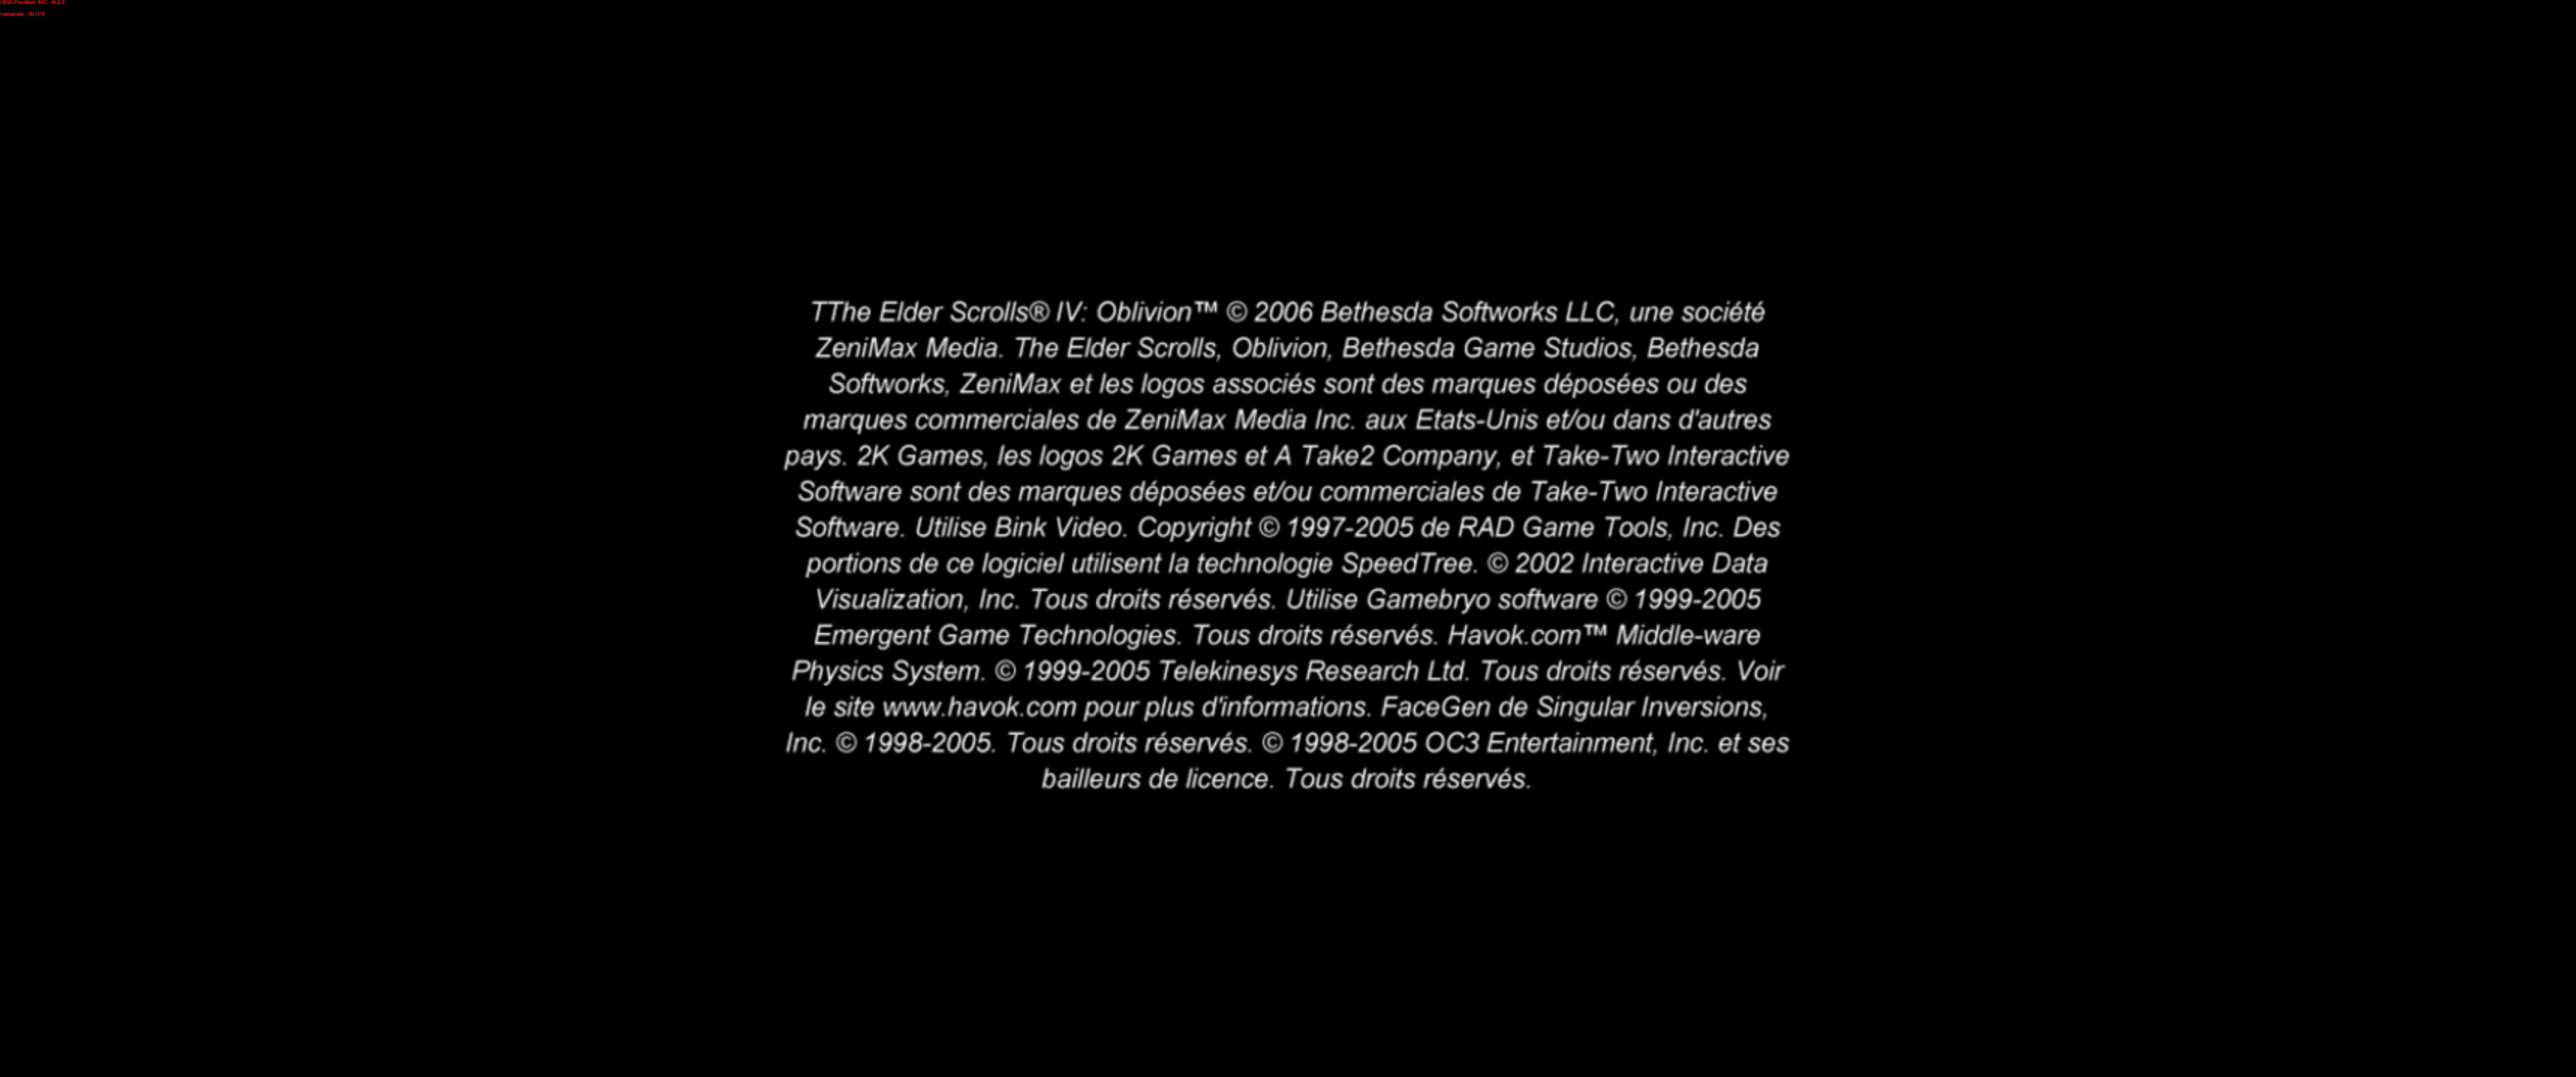 TThe Elder Scrolls® IV: Oblivion™ © 2006 Bethesda Softworks LLC, une société
ZeniMax Media. The Elder Scrolls, Oblivion, Bethesda Game Studios, Bethesda
Softworks, ZeniMax et les logos associés sont des marques déposées ou des
marques commerciales de ZeniMax Media Inc. aux Etats-Unis et/ou dans d'autres
pays. 2K Games, les logos 2K Games et A Take2 Company, et Take-Two Interactive
Software sont des marques déposées et/ou commerciales de Take-Two Interactive
Software. Utilise Bink Video. Copyright © 1997-2005 de RAD Game Tools, Inc. Des
portions de ce logiciel utilisent la technologie SpeedTree. © 2002 Interactive Data
Visualization, Inc. Tous droits réservés. Utilise Gamebryo software © 1999-2005
Emergent Game Technologies. Tous droits réservés. Havok.com™ Middle-ware
Physics System. © 1999-2005 Telekinesys Research Ltd. Tous droits réservés. Voir
le site www.havok.com pour plus d'informations. FaceGen de Singular Inversions,
Inc. © 1998-2005. Tous droits réservés. © 1998-2005 OC3 Entertainment, Inc. et ses
bailleurs de licence. Tous droits réservés.